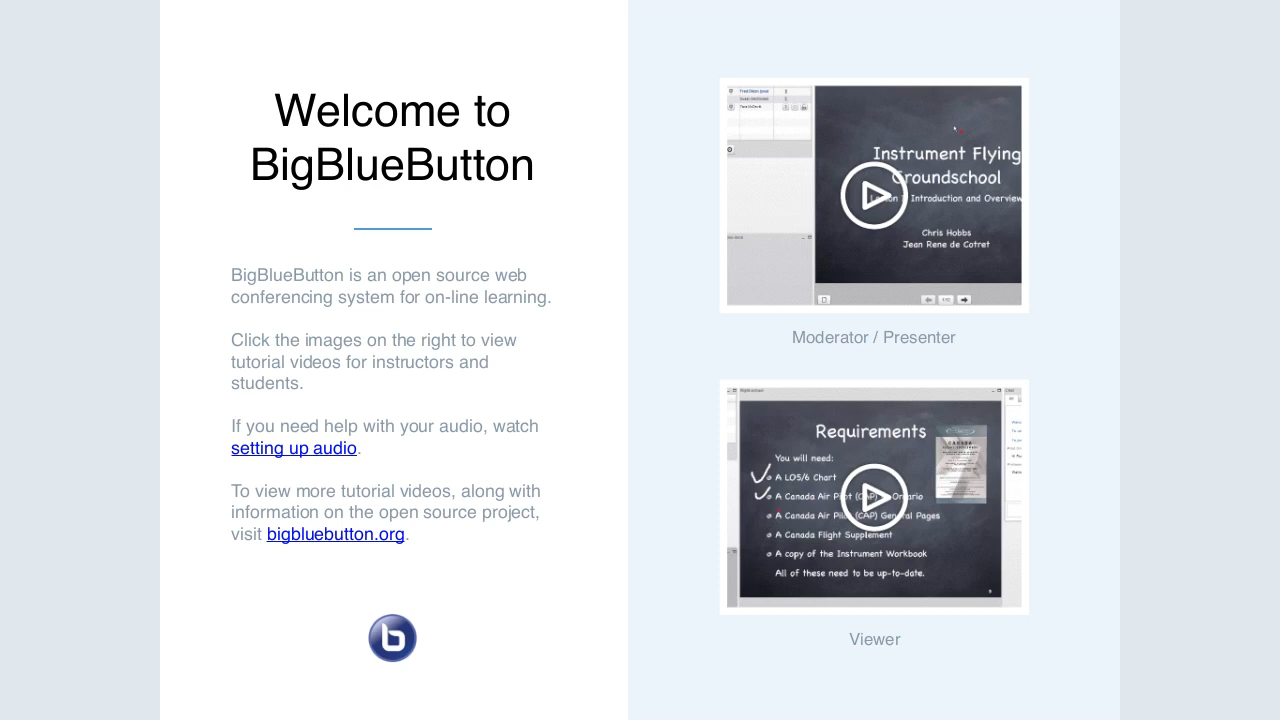 Welcome to
BigBlueButton
BigBlueButton is an open source web
conferencing system for on-line learning.
Click the images on the right to view
tutorial videos for instructors and
students.
If you need help with your audio, watch
setting up audio.
To view more tutorial videos, along with
information on the open source project,
visit bigbluebutton.org.
Instrument Flying
Groundschool
Introduction and Overview
Chris Hobbs
Jean Rene de Cotret
Moderator / Presenter
Requirements
You will need:
A LO5/6 Chart
A Canada Air Pilot (CAP) Ontario
A Canada Air Pilot (CAP) General Pages
A Canada Flight Supplement
A copy of the Instrument Workbook
All of these need to be up-to-date.
CANADA
Viewer